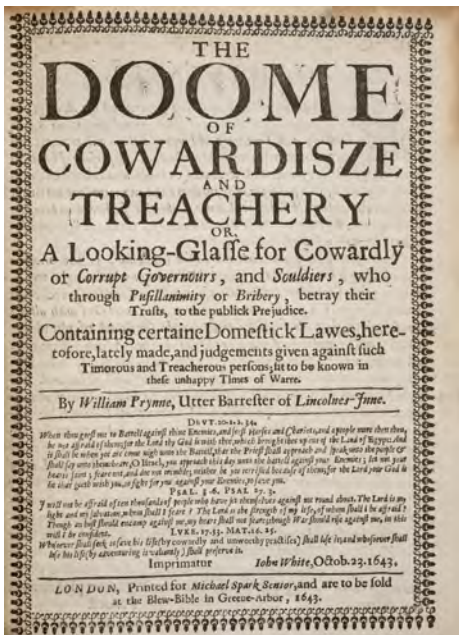 THE
DOOME
OF
COWARDISZE
AND
TREACHERY
OR,
A Looking-Glasse for Cowardly
or Corrupt Governours, and Souldiers, who
through Pusillanimity or Bribery, betray their
Trusts, to the publick Prejudice.
Containing certaine Domestick Lawes, here-
tofore, lately made, and judgements given against such
Timorous and Treacherous persons; fit to be known in
these unhappy Times of Warre.
By William Prynne, Utter Barrester of Lincolnes-Inne.
DEVT. 20. 1. 2. 3 4.
When thou goest me to Battell against thine Enemies, and seest Horses and Chariots, and a people more then thou,
be not affraid of them, for the Lord thy God is with thee, which brought thee up out of the Land of Egypt: And
it shall be when yee are come nigh unto the Battell, that the Priest shall approach and speak unto the people &
shall say unto them heare, O Israel, you approach this day unto the battell against your Enemies; let not your
hearts faint; feare not, and doe not tremble; neither be yee terrified because of them; for the Lord your God is
he that goeth with you, to fight for you against your Enemies, to save you.
PSAL. 3. 6. PSAL 27. 3.
I will not be affraid of ten thousands of people who have set themselves against me round about. The Lord is my
light and my salvation, whom shall I feare? The Lord is the strength of my life, of whom shall I be affraid?
Though an host should encamp against me, my heart shall not fear; though War should rise against me, in this
will I be confident.
LVKE. 17. 33. MAT. 16. 25.
Whosoever shall seek to save his life (by cowardly and unworthy practises) shall lose it; and whosoever shall
lose his life (by adventuring it valiantly) shall preserve it.
Imprimatur Iohn White, Octob. 23. 1643.
LONDON, Printed for Michael Spark Senior, and are to be sold
at the Blew-Bible in Greene-Arbor, 1643.